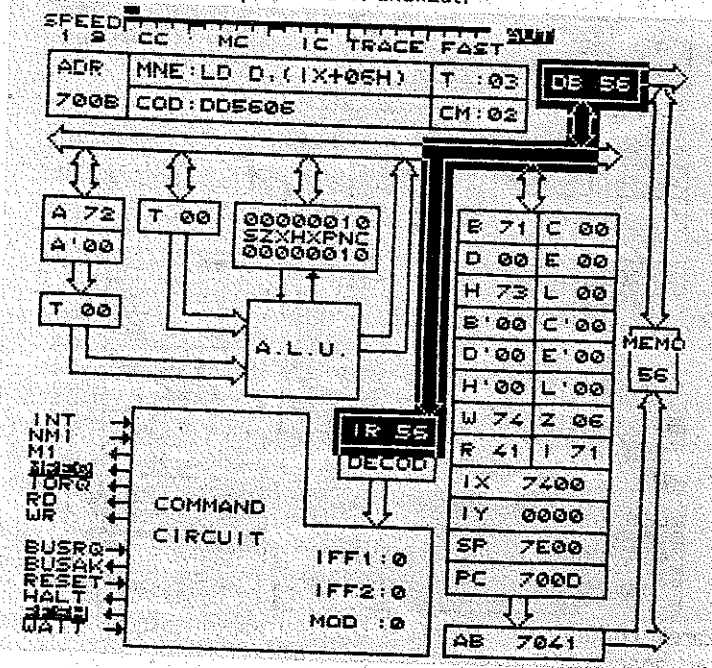 SPEED
1 2 CC MC IC TRACE FAST
ADR MNE:LD D,(IX+06H) T :03 DB 56
700B COD:DD5606 CM:02
A 72 T 00 00000010
A'00 SZXHXPNC
00000010
T 00
A.L.U.
B 71 C 00
D 00 E 00
H 73 L 00
B'00 C'00
D'00 E'00
H'00 L'00
W 74 Z 06
R 41 I 71
IX 7400
IY 0000
SP 7E00
PC 700D
AB 7041
MEMO
56
IR 56
DECOD
INT
NMI
M1
IORQ
RD
WR
BUSRQ
BUSAK
RESET
HALT
WAIT
COMMAND
CIRCUIT
IFF1:0
IFF2:0
MOD :0